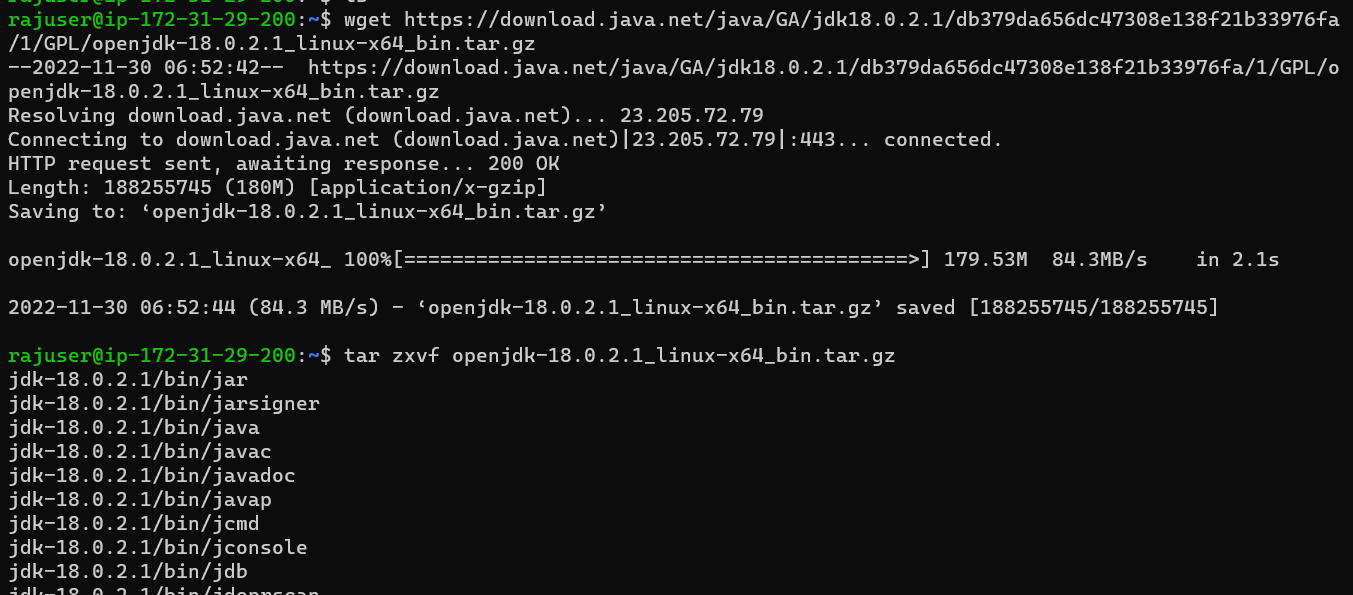 rajuser@ip-172-31-29-200:~$ wget https://download.java.net/java/GA/jdk18.0.2.1/db379da656dc47308e138f21b33976fa
/1/GPL/openjdk-18.0.2.1_linux-x64_bin.tar.gz
--2022-11-30 06:52:42--  https://download.java.net/java/GA/jdk18.0.2.1/db379da656dc47308e138f21b33976fa/1/GPL/o
penjdk-18.0.2.1_linux-x64_bin.tar.gz
Resolving download.java.net (download.java.net)... 23.205.72.79
Connecting to download.java.net (download.java.net)|23.205.72.79|:443... connected.
HTTP request sent, awaiting response... 200 OK
Length: 188255745 (180M) [application/x-gzip]
Saving to: ‘openjdk-18.0.2.1_linux-x64_bin.tar.gz’
openjdk-18.0.2.1_linux-x64_ 100%[==========================================>] 179.53M  84.3MB/s    in 2.1s
2022-11-30 06:52:44 (84.3 MB/s) - ‘openjdk-18.0.2.1_linux-x64_bin.tar.gz’ saved [188255745/188255745]
rajuser@ip-172-31-29-200:~$ tar zxvf openjdk-18.0.2.1_linux-x64_bin.tar.gz
jdk-18.0.2.1/bin/jar
jdk-18.0.2.1/bin/jarsigner
jdk-18.0.2.1/bin/java
jdk-18.0.2.1/bin/javac
jdk-18.0.2.1/bin/javadoc
jdk-18.0.2.1/bin/javap
jdk-18.0.2.1/bin/jcmd
jdk-18.0.2.1/bin/jconsole
jdk-18.0.2.1/bin/jdb
jdk-18.0.2.1/bin/jdeprscan